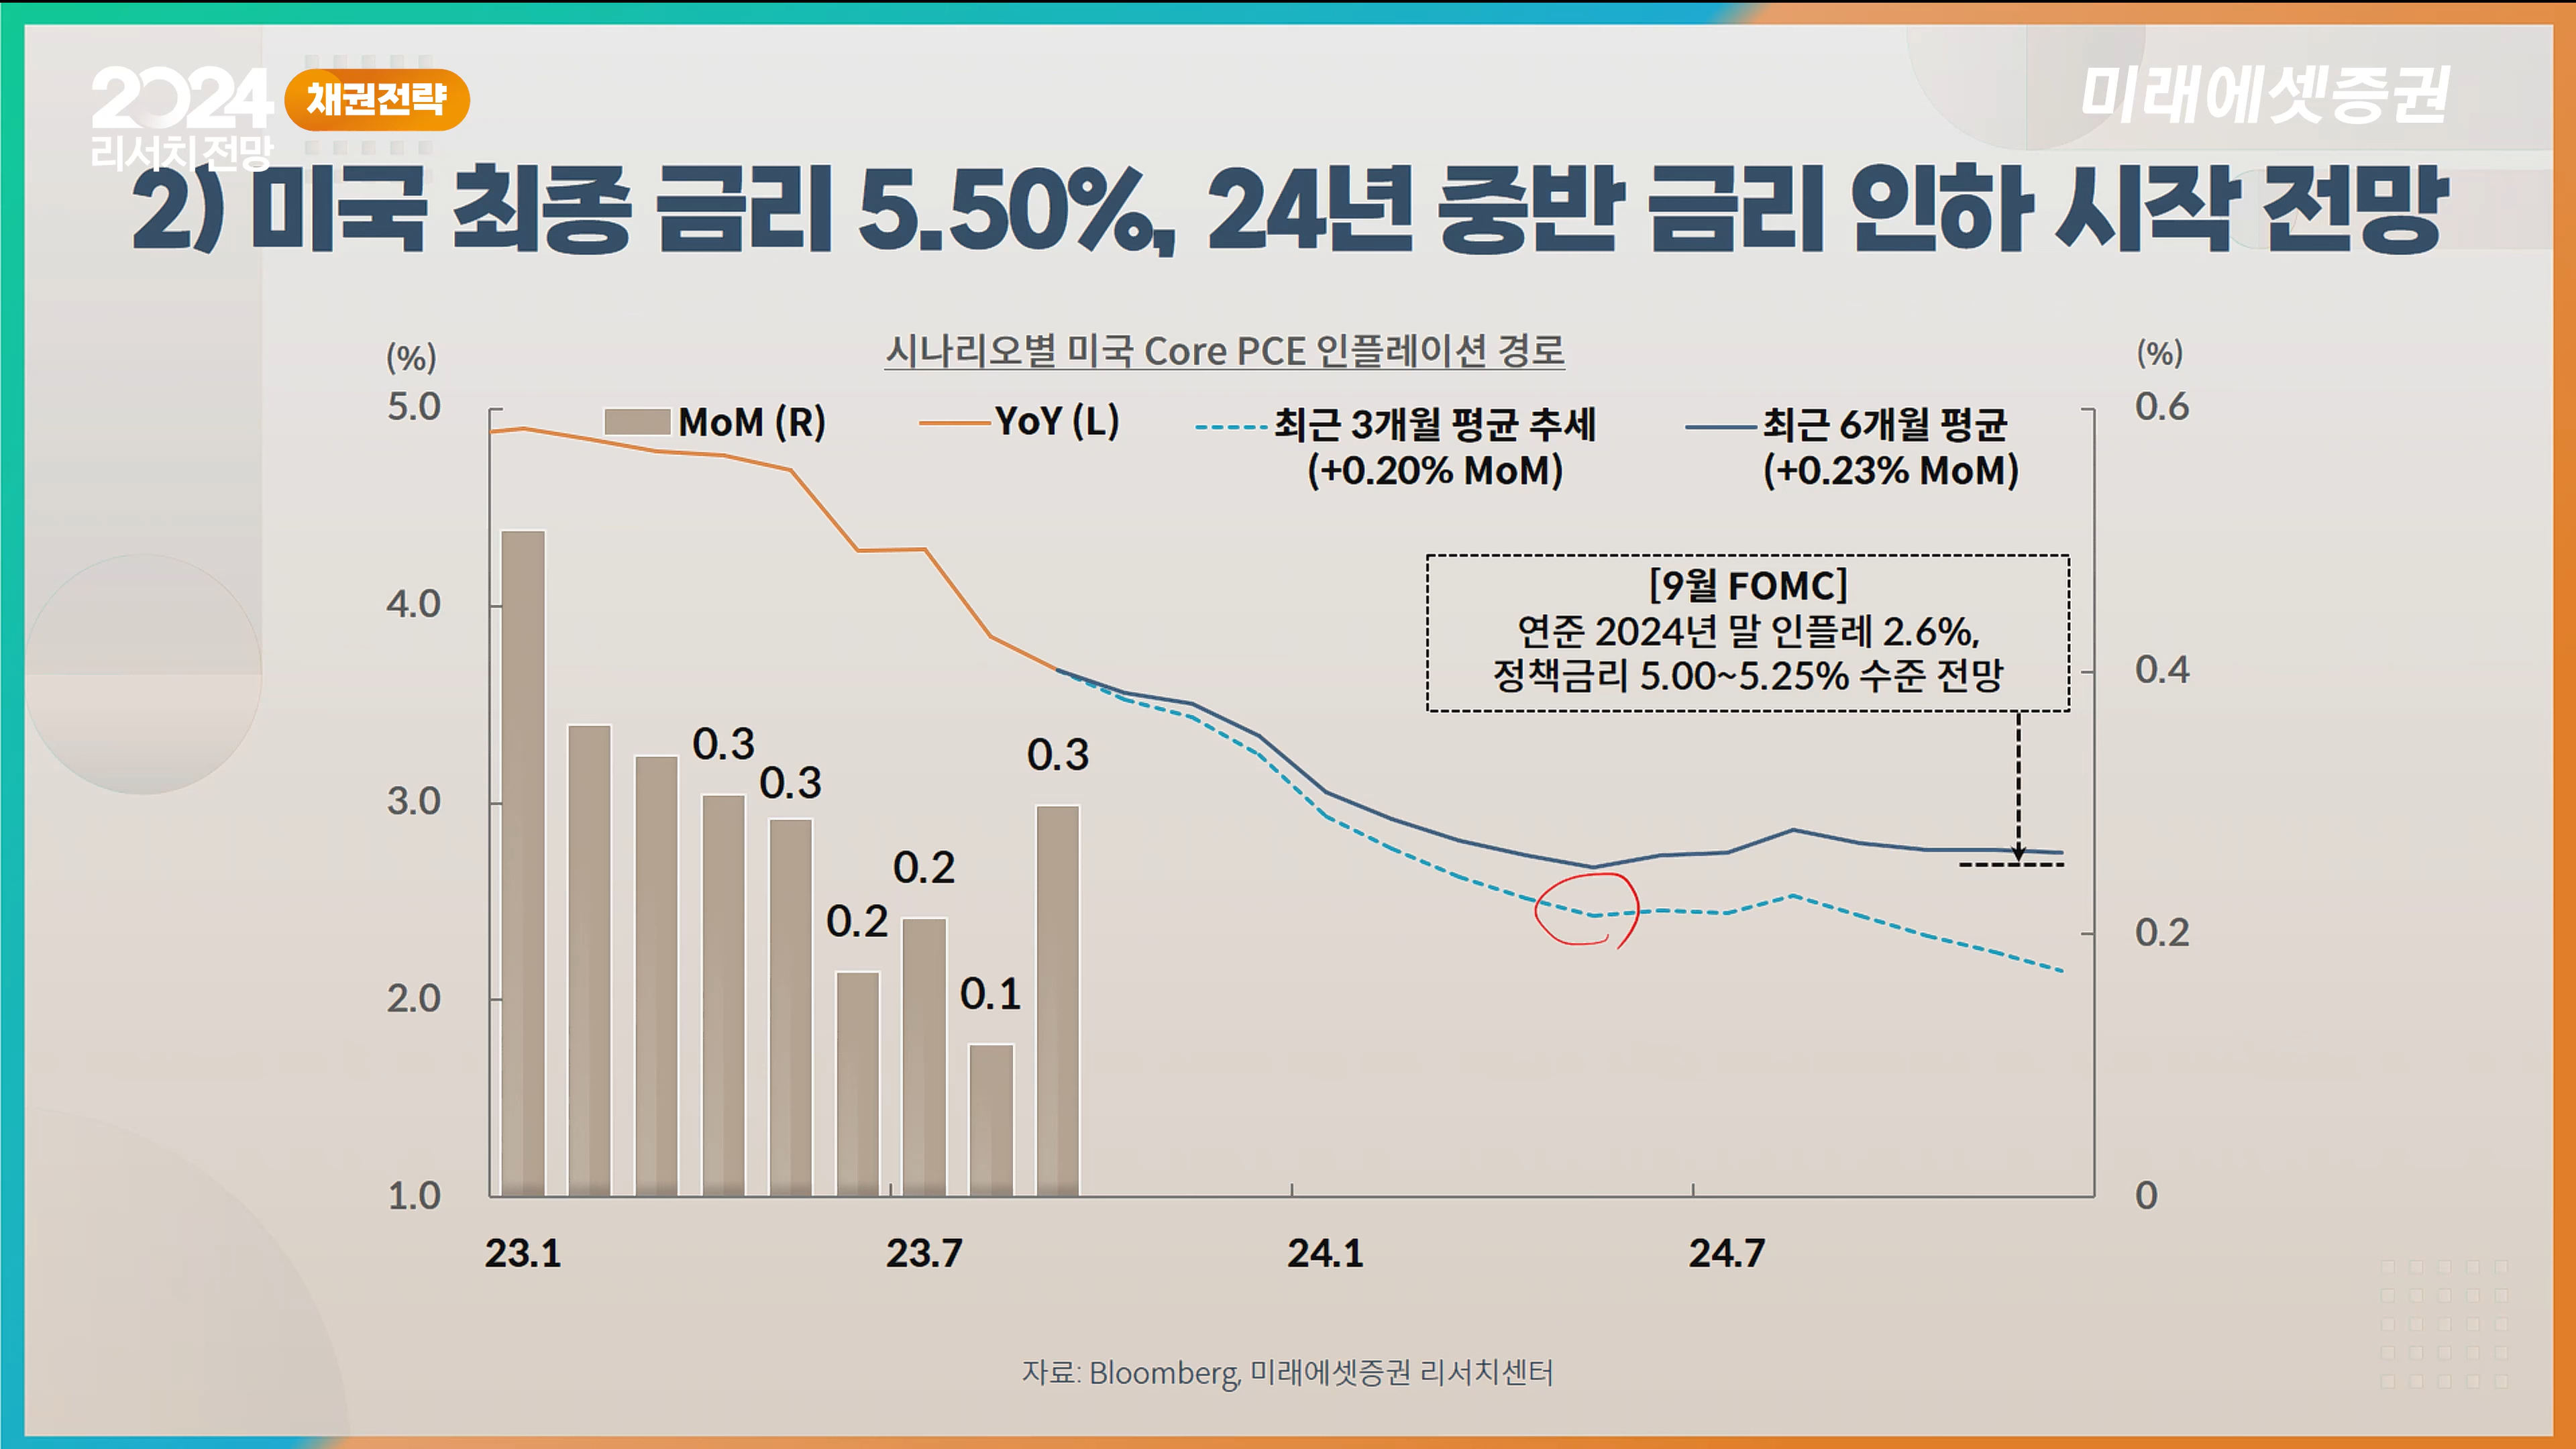 2024 채권전략
리서치 전망
미래에셋증권
2) 미국 최종 금리 5.50%, 24년 중반 금리 인하 시작 전망
시나리오별 미국 Core PCE 인플레이션 경로
(%)
(%)
5.0
4.0
3.0
2.0
1.0
MoM (R)
YoY (L)
최근 3개월 평균 추세
(+0.20% MoM)
최근 6개월 평균
(+0.23% MoM)
[9월 FOMC]
연준 2024년 말 인플레 2.6%,
정책금리 5.00~5.25% 수준 전망
0.3
0.3
0.2
0.2
0.1
0.3
0.6
0.4
0.2
0
23.1
23.7
24.1
24.7
자료: Bloomberg, 미래에셋증권 리서치센터